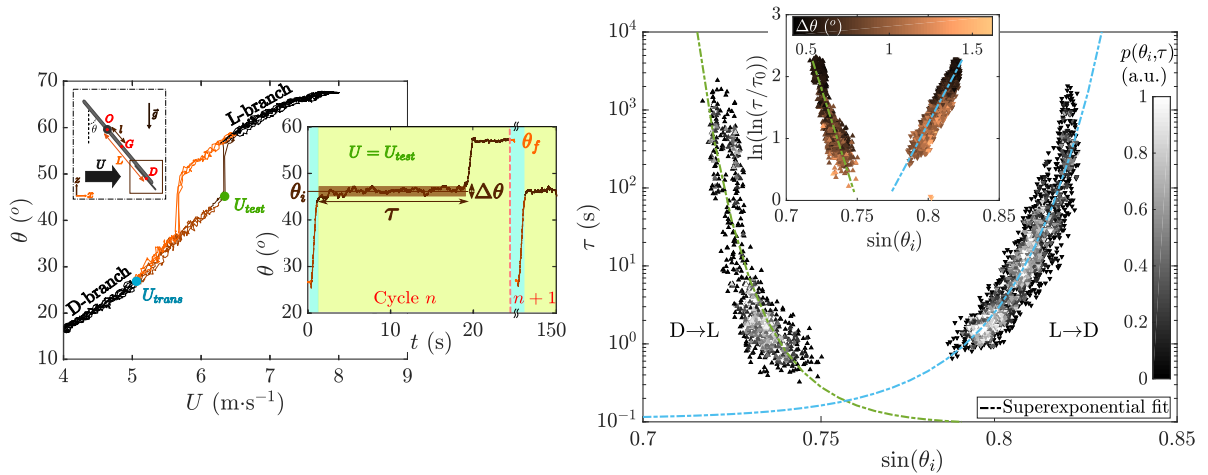 70
60
50
40
30
20
10
θ (°)
4
5
6
7
8
9
U (m·s⁻¹)
D-branch
L-branch
U_trans
U_test
O
θ
l
g⃗
G
L
U
D
z
x
60
50
40
30
20
θ (°)
U = U_test
θ_f
θ_i
Δθ
τ
Cycle n
n + 1
0
10
20
150
t (s)
10⁴
10³
10²
10¹
10⁰
10⁻¹
τ (s)
0.7
0.75
0.8
0.85
sin(θ_i)
D→L
L→D
Superexponential fit
p(θ_i,τ)
(a.u.)
1
0.8
0.6
0.4
0.2
0
Δθ (°)
0.5
1
1.5
3
2
1
0
ln(ln(τ/τ₀))
0.7
0.75
0.8
0.85
sin(θ_i)